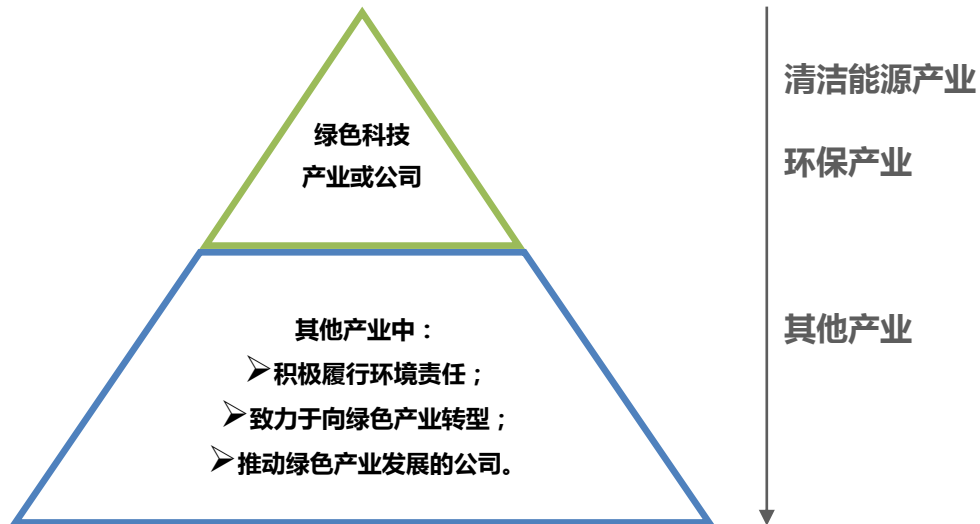 绿色科技
产业或公司
其他产业中：
➢积极履行环境责任；
➢致力于向绿色产业转型；
➢推动绿色产业发展的公司。
清洁能源产业
环保产业
其他产业